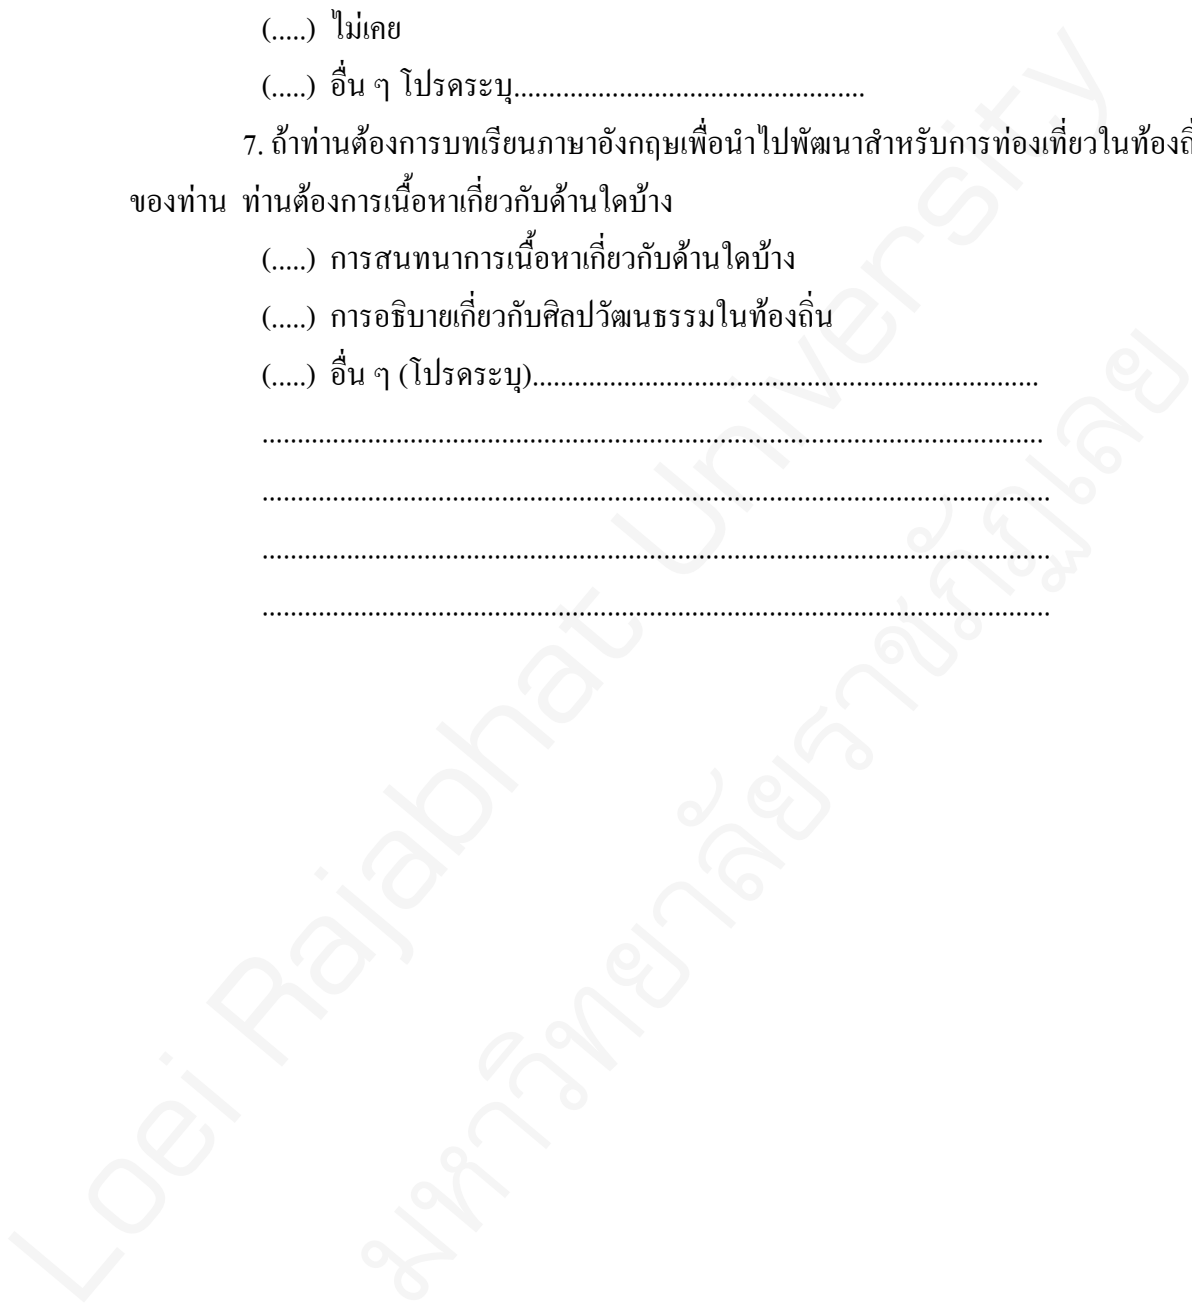 (.....) ไม่เคย
(.....) อื่น ๆ โปรดระบุ..................................................
7. ถ้าท่านต้องการบทเรียนภาษาอังกฤษเพื่อนำไปพัฒนาสำหรับการท่องเที่ยวในท้องถิ่
ของท่าน ท่านต้องการเนื้อหาเกี่ยวกับด้านใดบ้าง
(.....) การสนทนาการเนื้อหาเกี่ยวกับด้านใดบ้าง
(.....) การอธิบายเกี่ยวกับศิลปวัฒนธรรมในท้องถิ่น
(.....) อื่น ๆ (โปรดระบุ)........................................................................
...............................................................................................................
................................................................................................................
................................................................................................................
................................................................................................................
Loei Rajabhat University
มหาวิทยาลัยราชภัฏเลย